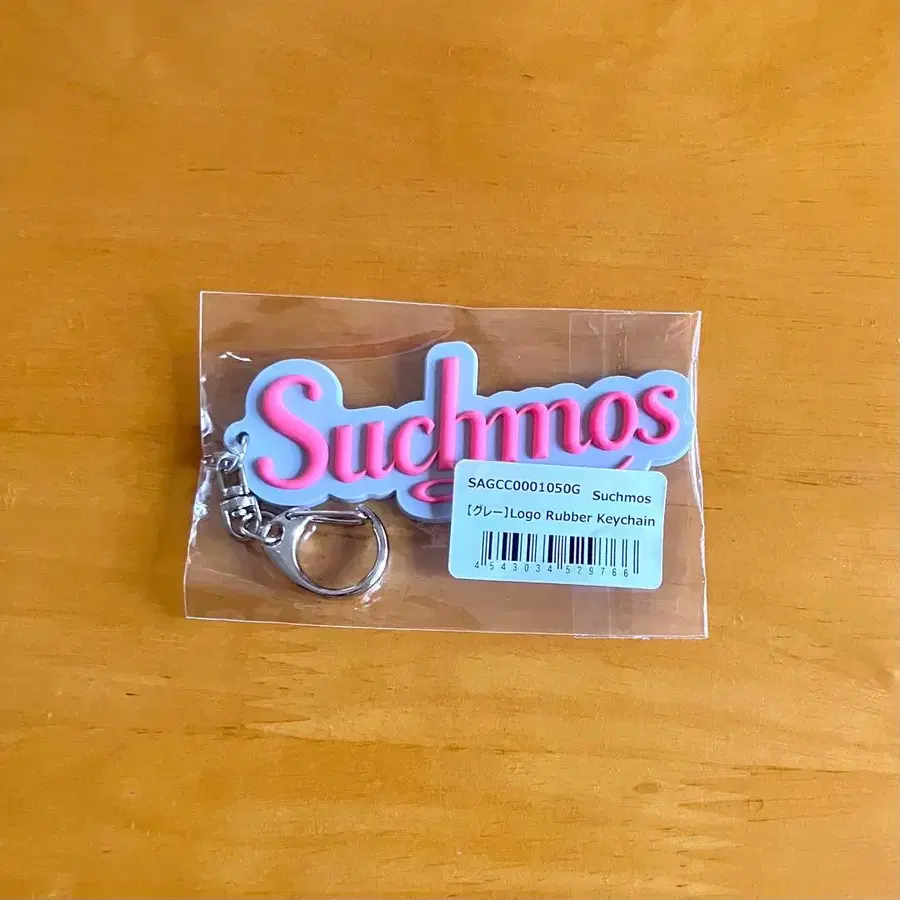 Suchmos
SAGCC0001050G Suchmos
【グレー】Logo Rubber Keychain
4543034529766